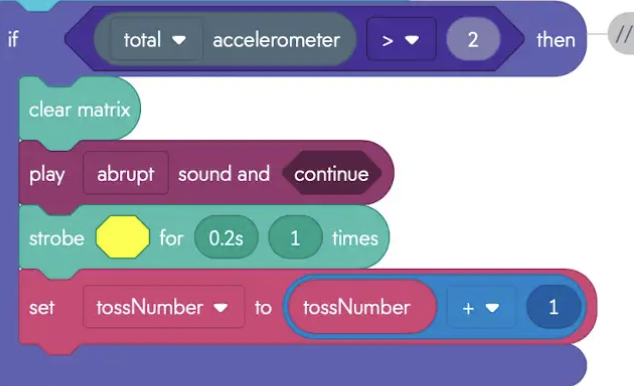 if total accelerometer > 2 then //
clear matrix
play abrupt sound and continue
strobe for 0.2s 1 times
set tossNumber to tossNumber + 1